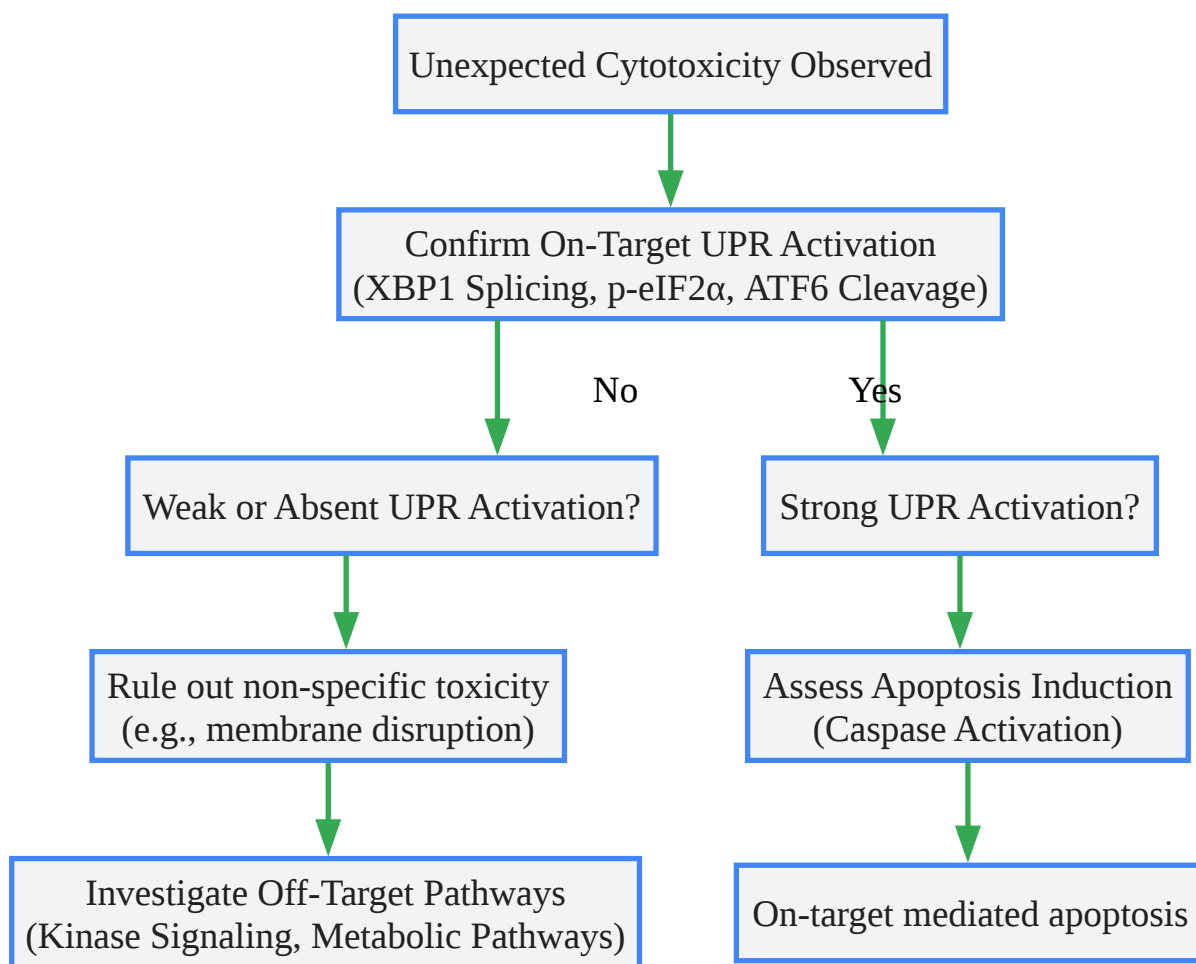 Unexpected Cytotoxicity Observed
Confirm On-Target UPR Activation
(XBP1 Splicing, p-eIF2α, ATF6 Cleavage)
No
Yes
Weak or Absent UPR Activation?
Strong UPR Activation?
Rule out non-specific toxicity
(e.g., membrane disruption)
Assess Apoptosis Induction
(Caspase Activation)
Investigate Off-Target Pathways
(Kinase Signaling, Metabolic Pathways)
On-target mediated apoptosis